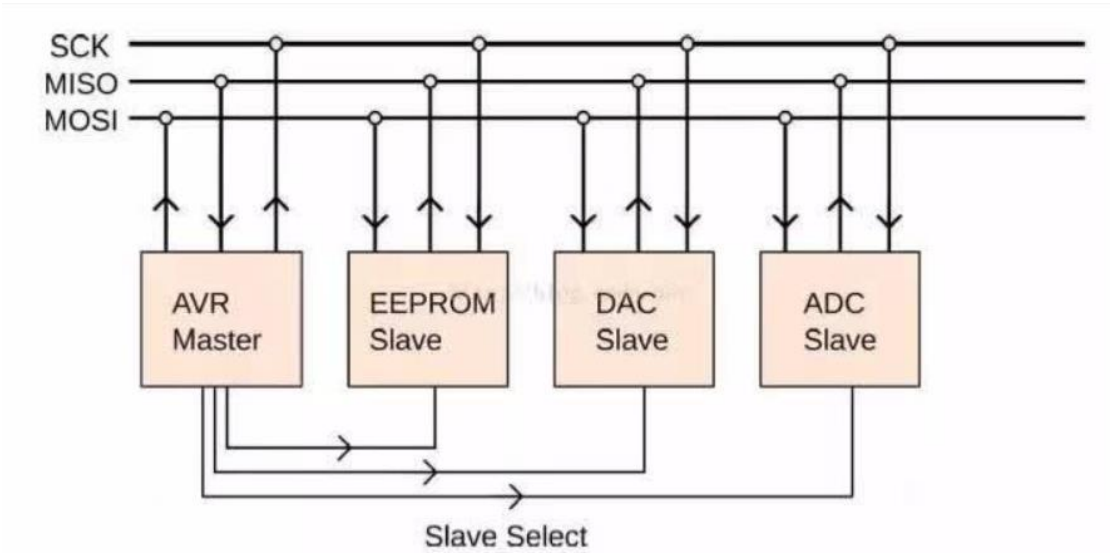 SCK
MISO
MOSI
AVR
Master
EEPROM
Slave
DAC
Slave
ADC
Slave
Slave Select